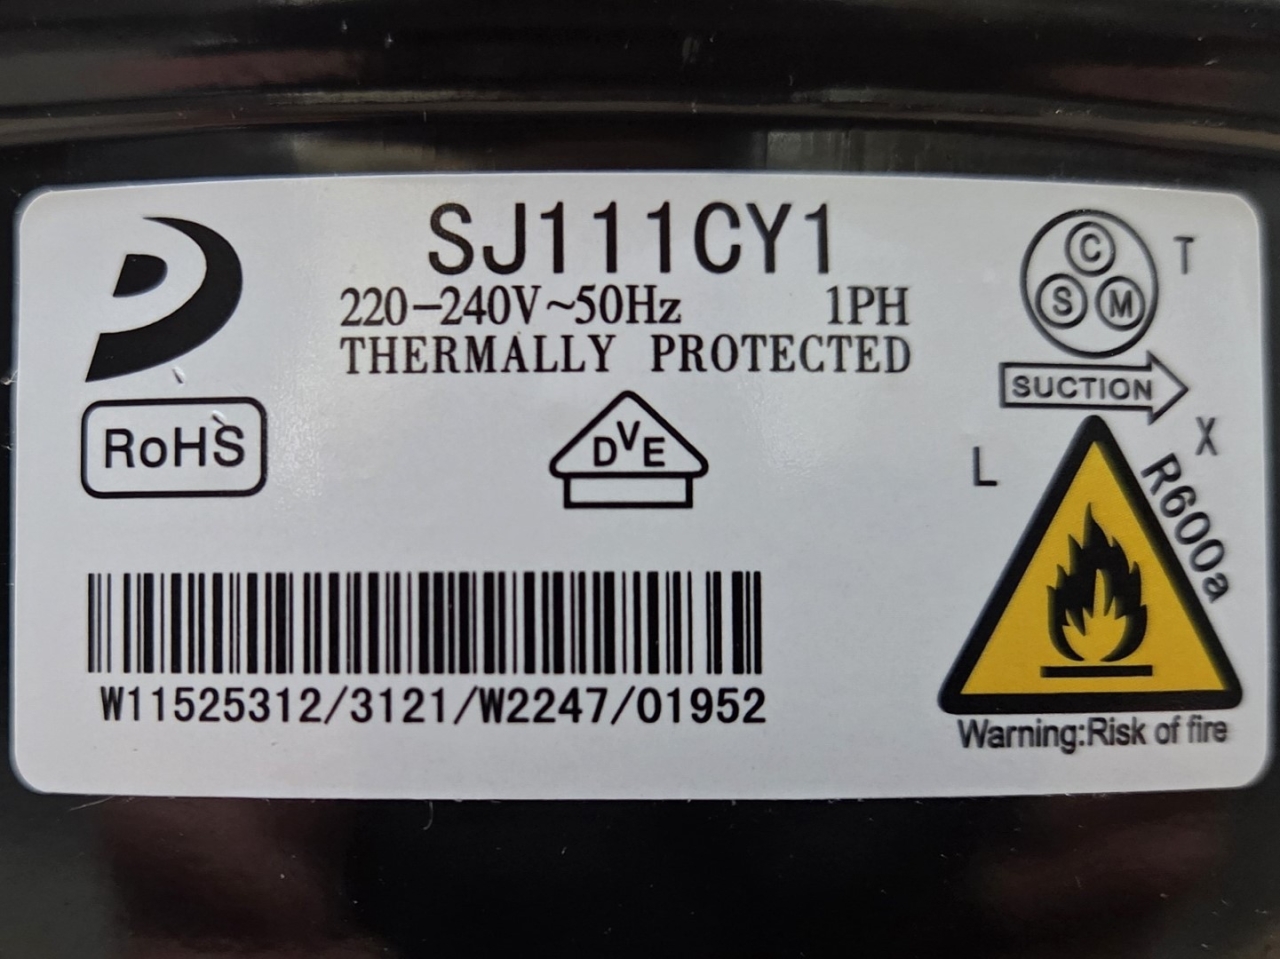 SJ111CY1
220-240V~50Hz 1PH
THERMALLY PROTECTED
RoHS
DVE
C
S M
T
SUCTION
X
L
R600a
W11525312/3121/W2247/01952
Warning:Risk of fire